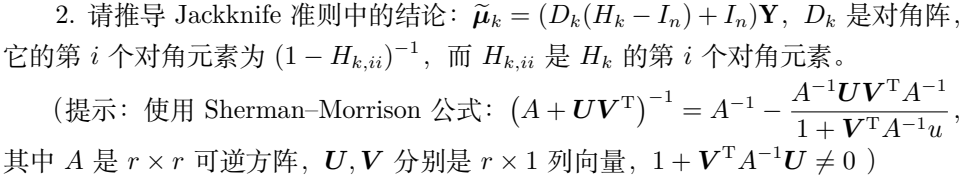 2. 请推导 Jackknife 准则中的结论：$\widetilde{\boldsymbol{\mu}}_k = (D_k(H_k - I_n) + I_n)\mathbf{Y}$，$D_k$ 是对角阵，
它的第 $i$ 个对角元素为 $(1 - H_{k,ii})^{-1}$，而 $H_{k,ii}$ 是 $H_k$ 的第 $i$ 个对角元素。
（提示：使用 Sherman–Morrison 公式：$\left(A + \boldsymbol{U}\boldsymbol{V}^{\mathrm{T}}\right)^{-1} = A^{-1} - \dfrac{A^{-1}\boldsymbol{U}\boldsymbol{V}^{\mathrm{T}}A^{-1}}{1 + \boldsymbol{V}^{\mathrm{T}}A^{-1}u}$，
其中 $A$ 是 $r \times r$ 可逆方阵，$\boldsymbol{U}, \boldsymbol{V}$ 分别是 $r \times 1$ 列向量，$1 + \boldsymbol{V}^{\mathrm{T}}A^{-1}\boldsymbol{U} \neq 0$ ）